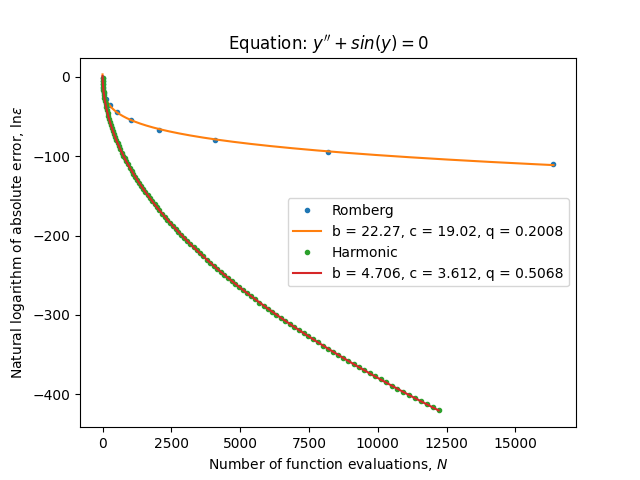 Equation: y′′ + sin(y) = 0
Natural logarithm of absolute error, lnε
0
−100
−200
−300
−400
Romberg
b = 22.27, c = 19.02, q = 0.2008
Harmonic
b = 4.706, c = 3.612, q = 0.5068
0 2500 5000 7500 10000 12500 15000
Number of function evaluations, N